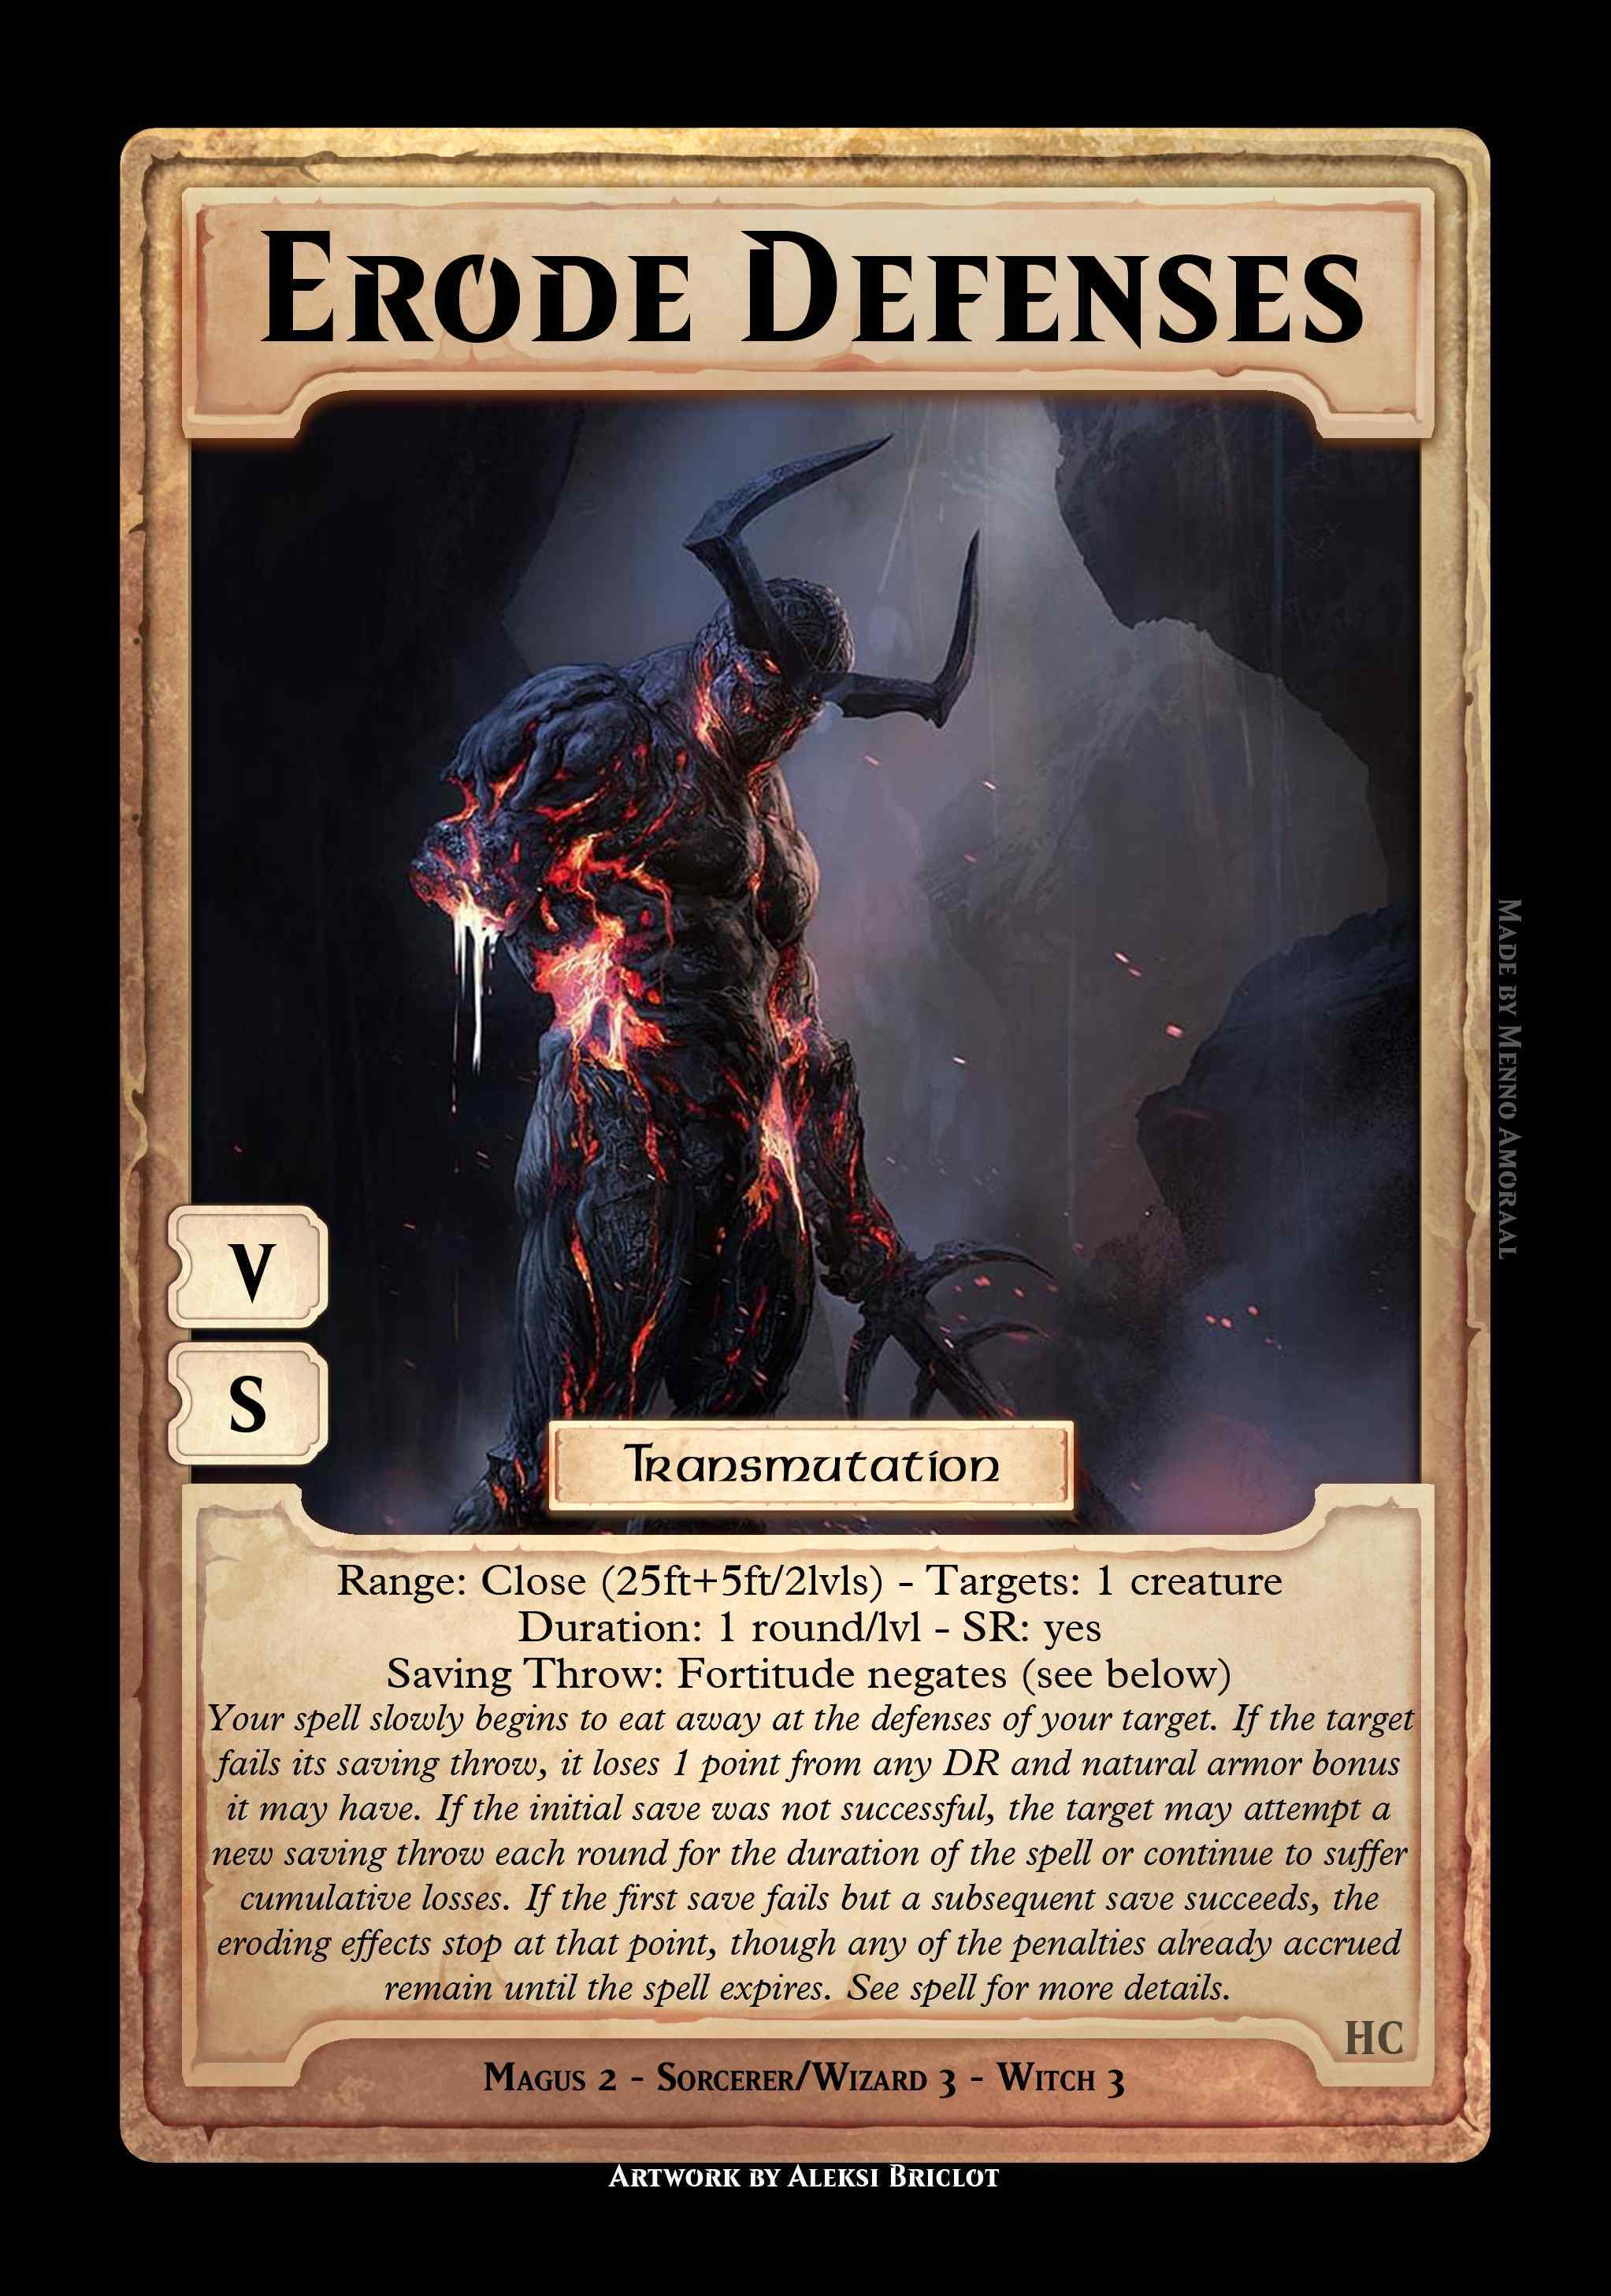 Erode Defenses
V
S
Transmutation
Range: Close (25ft+5ft/2lvls) - Targets: 1 creature
Duration: 1 round/lvl - SR: yes
Saving Throw: Fortitude negates (see below)
Your spell slowly begins to eat away at the defenses of your target. If the target
fails its saving throw, it loses 1 point from any DR and natural armor bonus
it may have. If the initial save was not successful, the target may attempt a
new saving throw each round for the duration of the spell or continue to suffer
cumulative losses. If the first save fails but a subsequent save succeeds, the
eroding effects stop at that point, though any of the penalties already accrued
remain until the spell expires. See spell for more details.
HC
Magus 2 - Sorcerer/Wizard 3 - Witch 3
Artwork by Aleksi Briclot
Made by Menno Amoraal